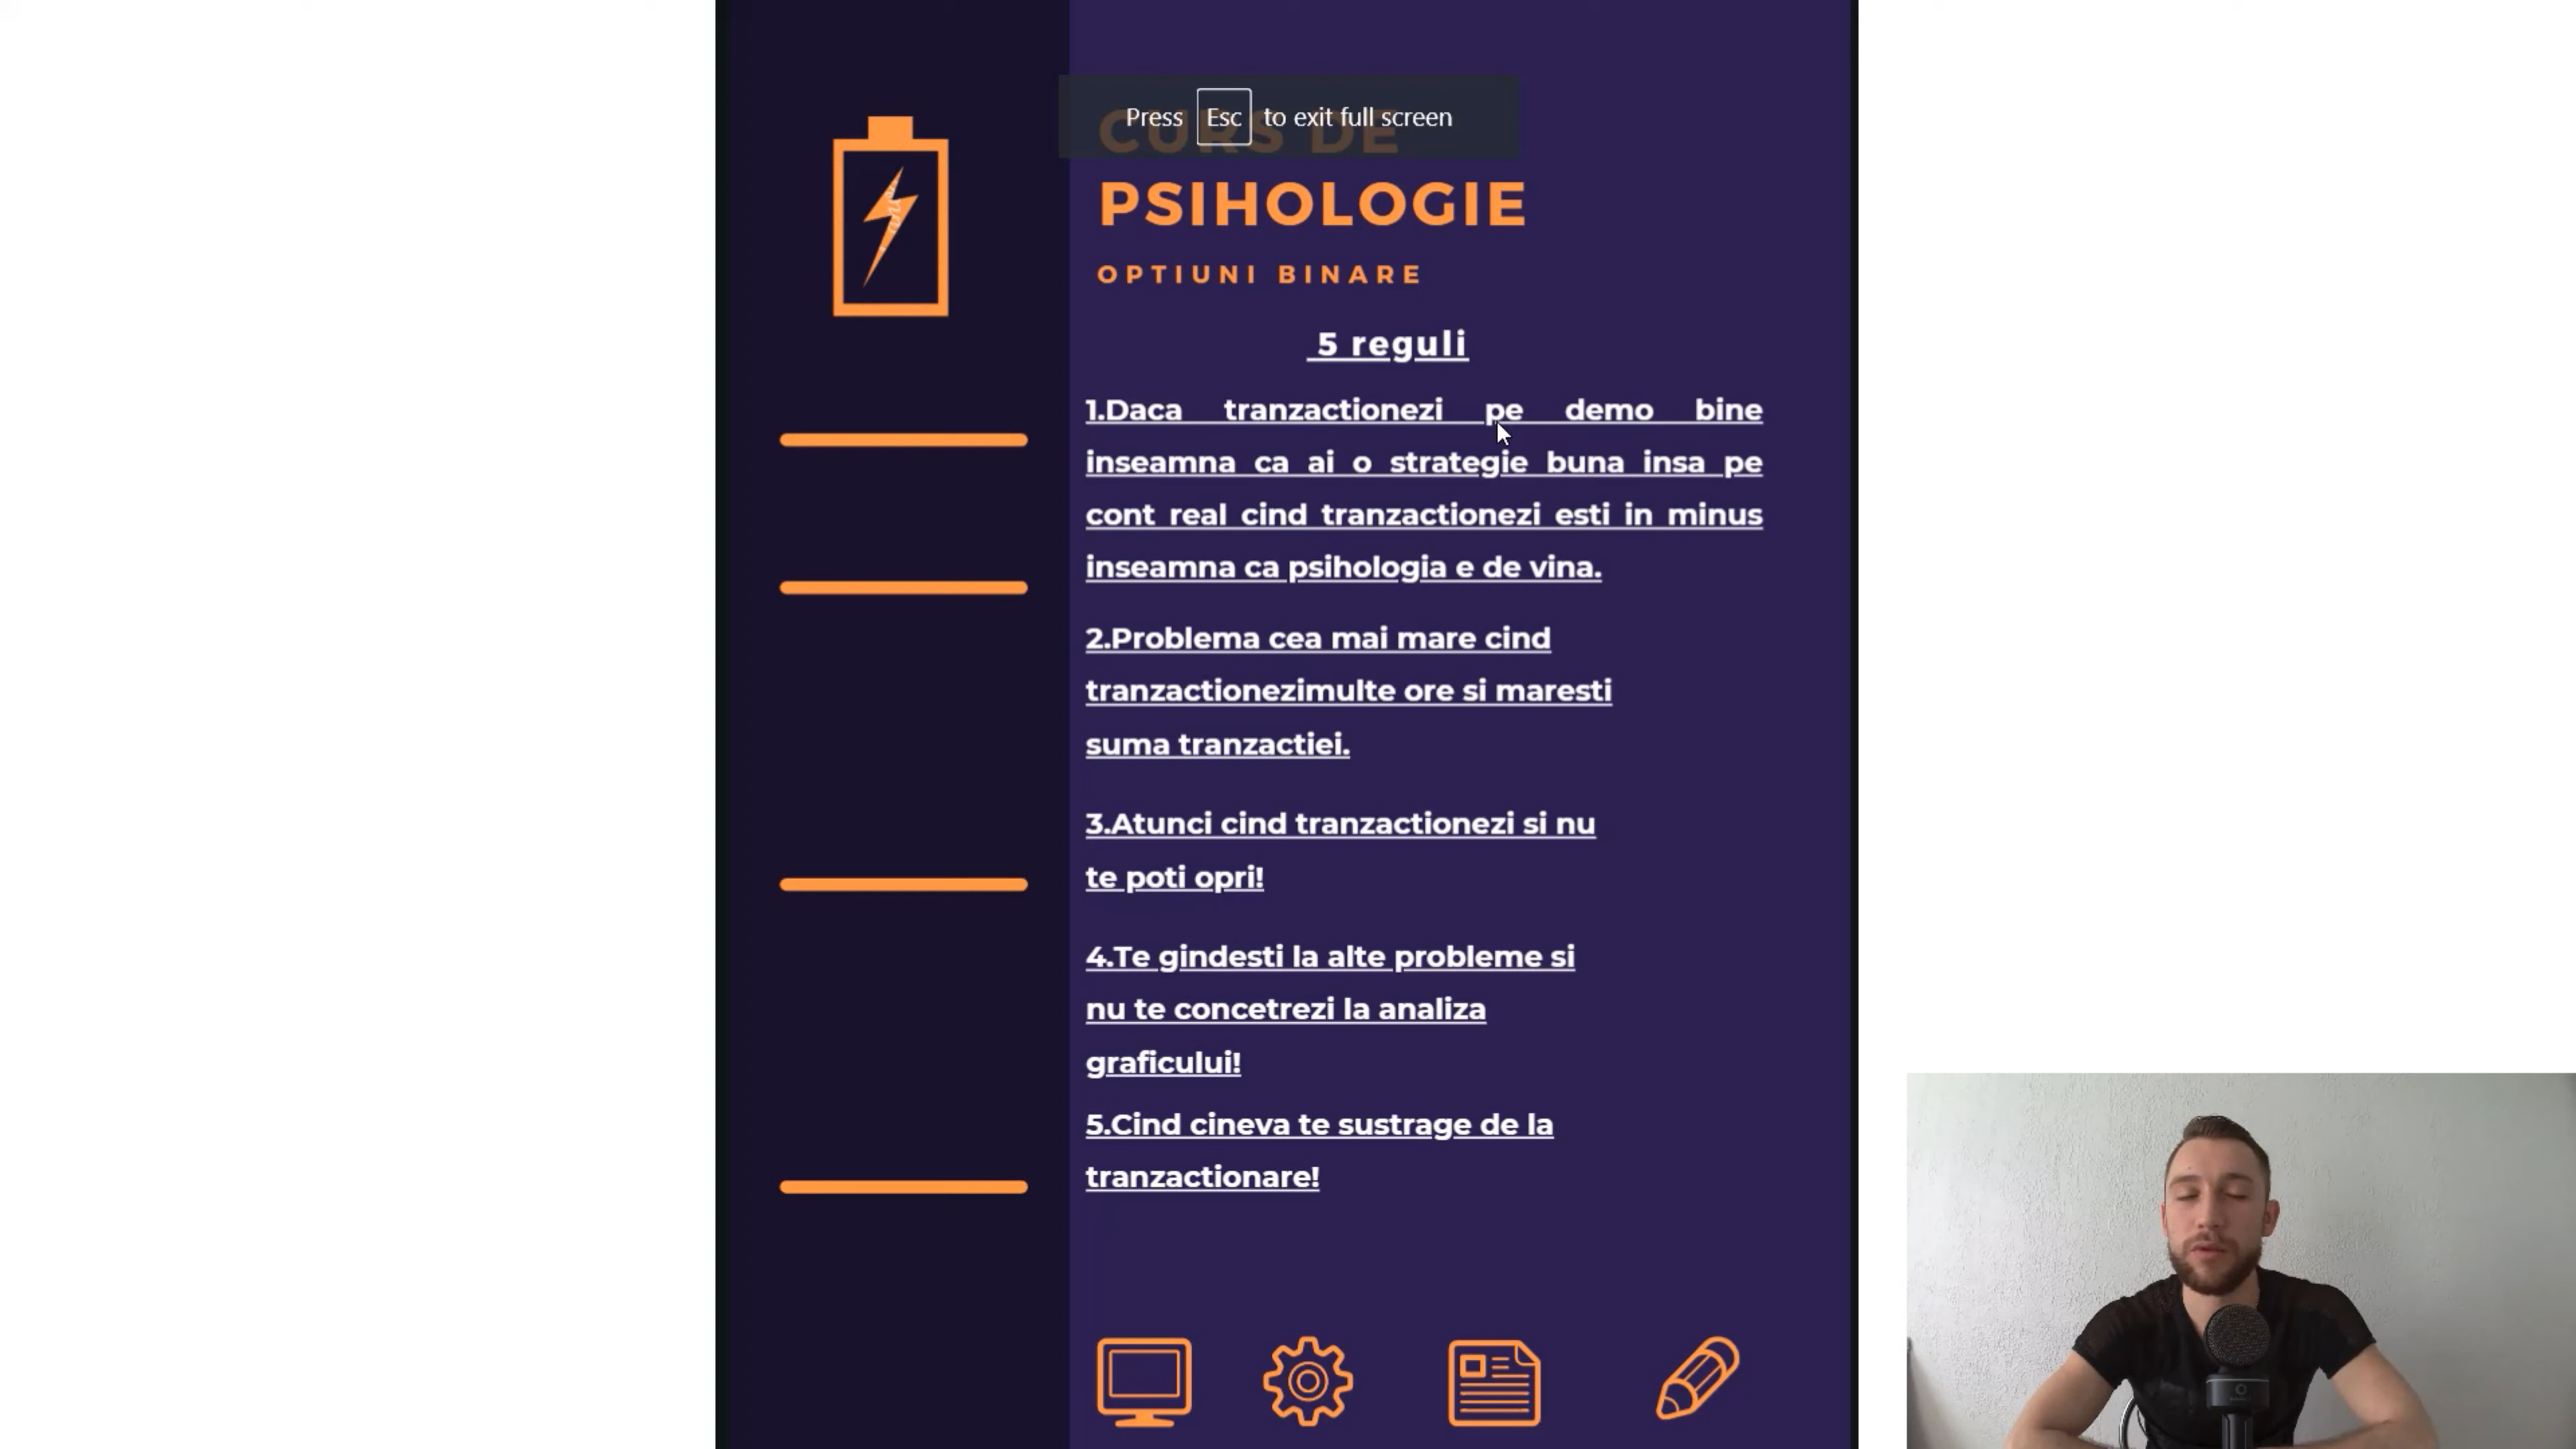 Press Esc to exit full screen
CURS DE
PSIHOLOGIE
OPTIUNI BINARE
5 reguli
1.Daca tranzactionezi pe demo bine
inseamna ca ai o strategie buna insa pe
cont real cind tranzactionezi esti in minus
inseamna ca psihologia e de vina.
2.Problema cea mai mare cind
tranzactionezimulte ore si maresti
suma tranzactiei.
3.Atunci cind tranzactionezi si nu
te poti opri!
4.Te gindesti la alte probleme si
nu te concetrezi la analiza
graficului!
5.Cind cineva te sustrage de la
tranzactionare!